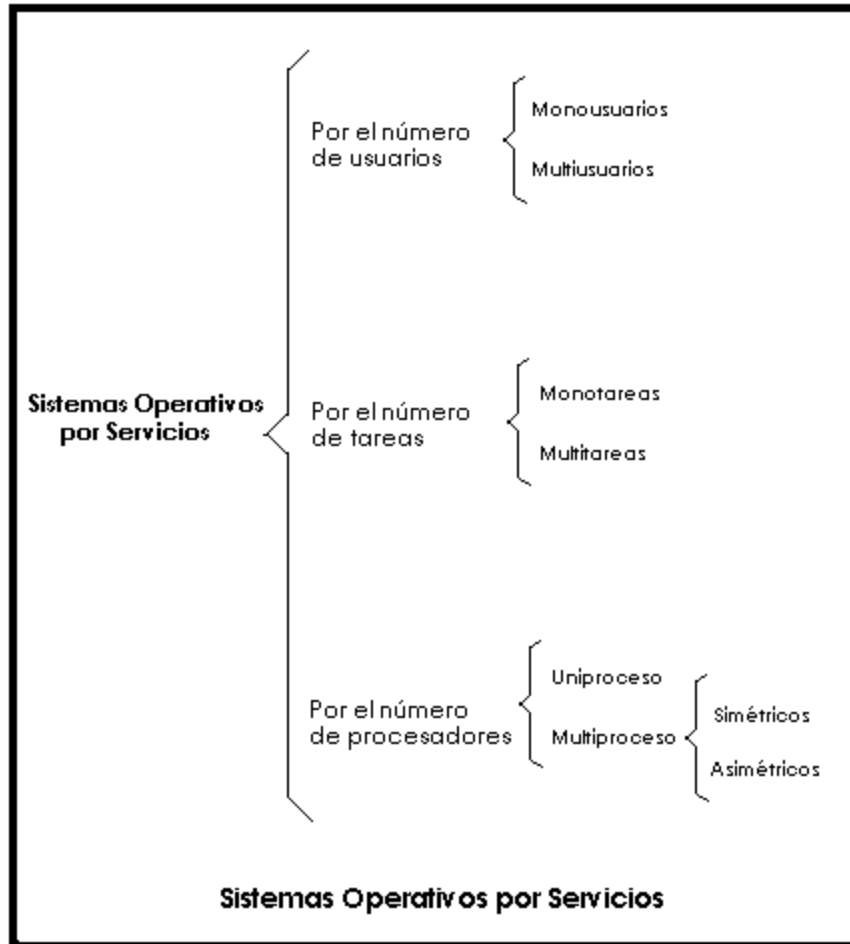 Por el número
de usuarios
Monousuarios
Multiusuarios
Sistemas Operativos
por Servicios
Por el número
de tareas
Monotareas
Multitareas
Por el número
de procesadores
Uniproceso
Multiproceso
Simétricos
Asimétricos
Sistemas Operativos por Servicios